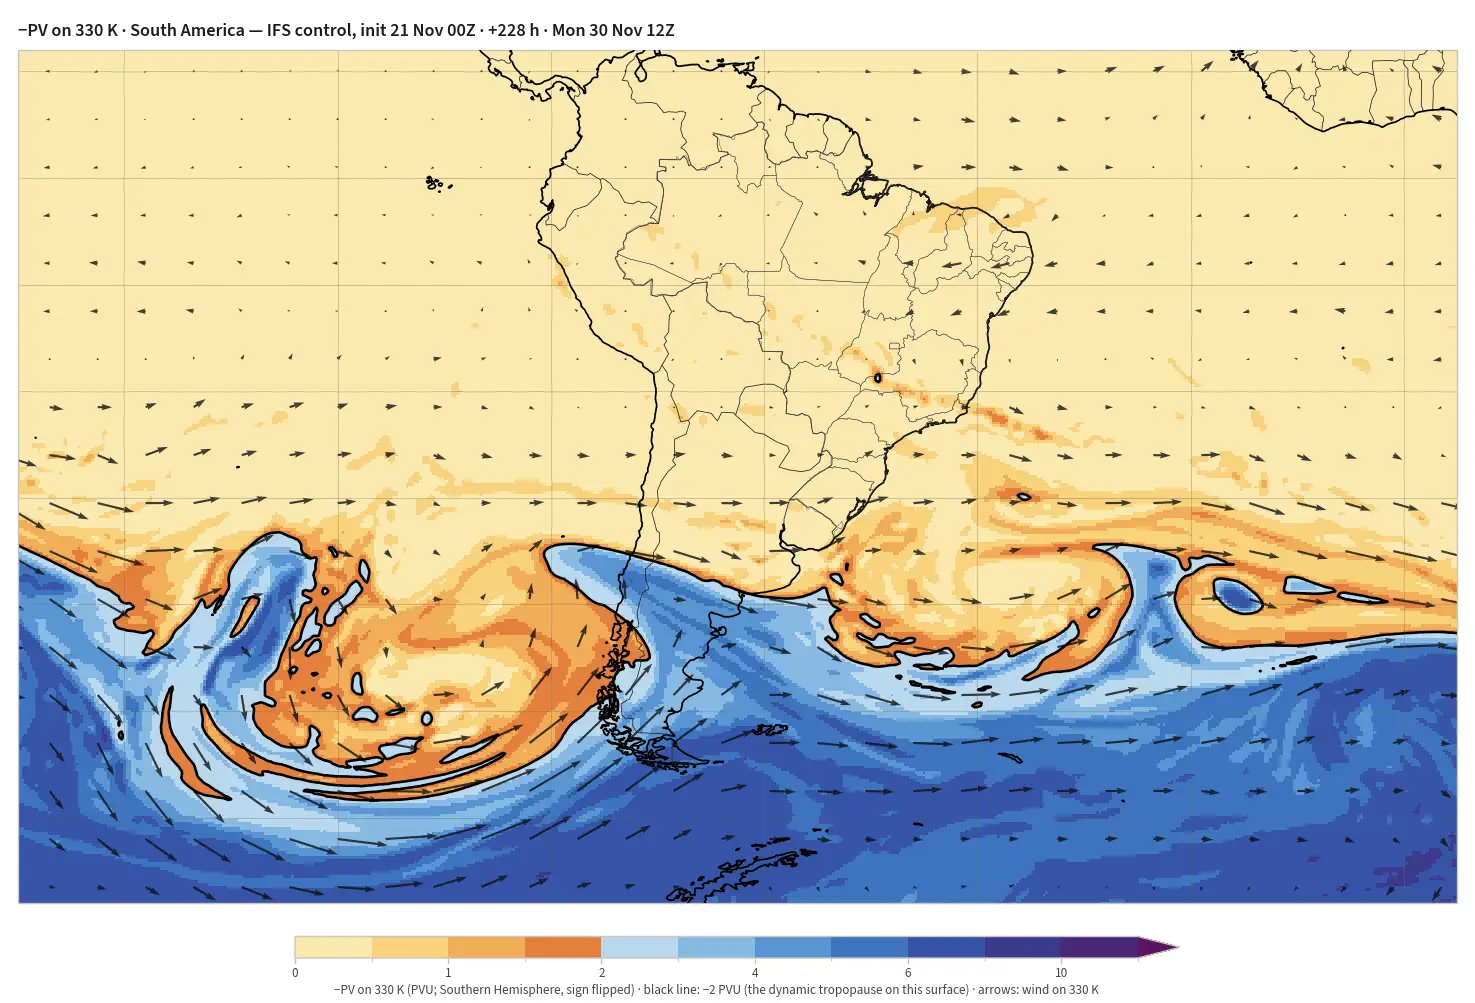 −PV on 330 K · South America — IFS control, init 21 Nov 00Z · +228 h · Mon 30 Nov 12Z
0 1 2 4 6 10
−PV on 330 K (PVU; Southern Hemisphere, sign flipped) · black line: −2 PVU (the dynamic tropopause on this surface) · arrows: wind on 330 K